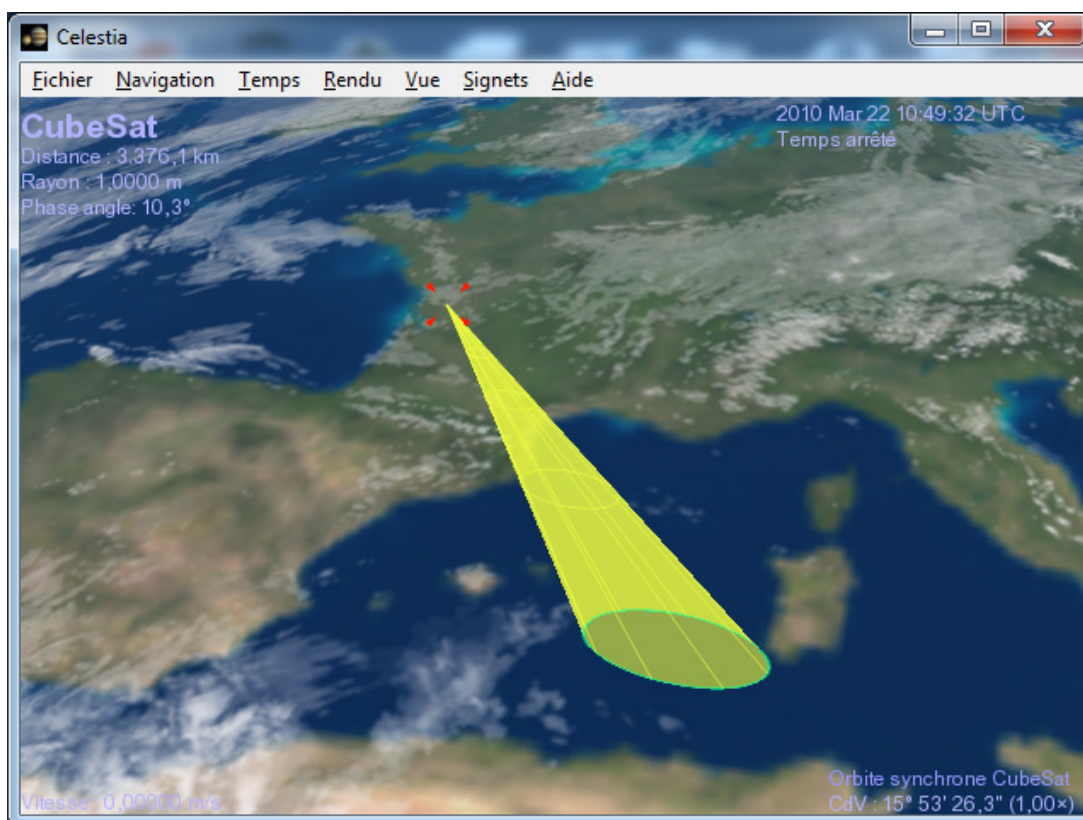 Celestia
Fichier Navigation Temps Rendu Vue Signets Aide
CubeSat
Distance : 3.376,1 km
Rayon : 1,0000 m
Phase angle: 10,3°
2010 Mar 22 10:49:32 UTC
Temps arrêté
Vitesse : 0,00000 m/s
Orbite synchrone CubeSat
CdV : 15° 53' 26,3" (1,00×)